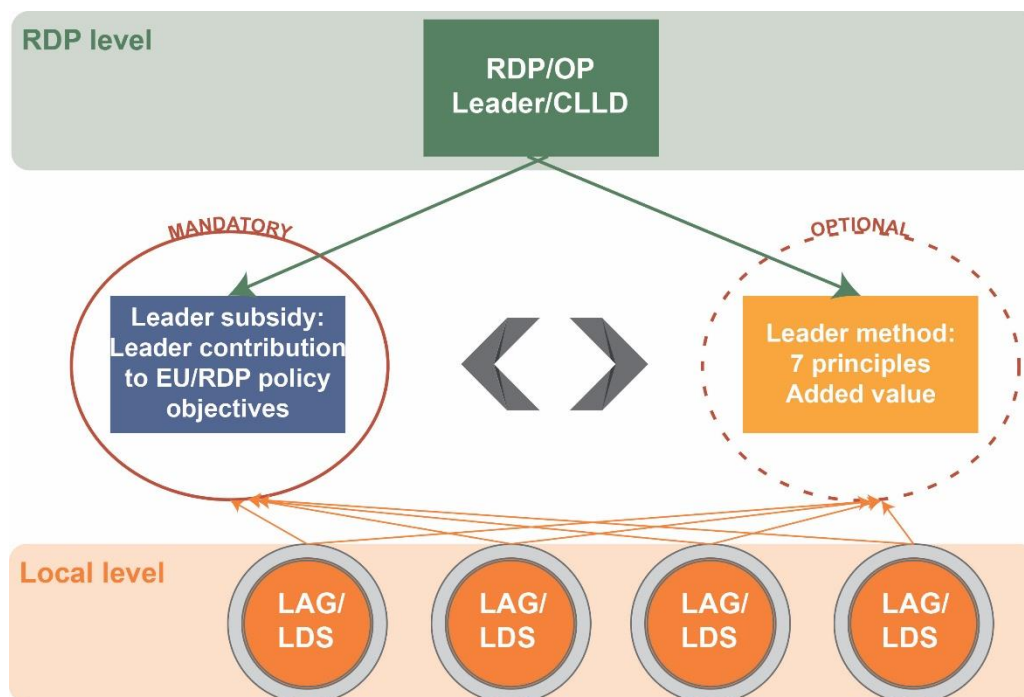 RDP level
RDP/OP
Leader/CLLD
MANDATORY
OPTIONAL
Leader subsidy:
Leader contribution
to EU/RDP policy
objectives
Leader method:
7 principles
Added value
Local level
LAG/
LDS
LAG/
LDS
LAG/
LDS
LAG/
LDS